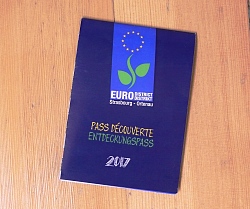 EURO DISTRICT
Strasbourg - Ortenau
PASS DÉCOUVERTE
ENTDECKUNGSPASS
2017